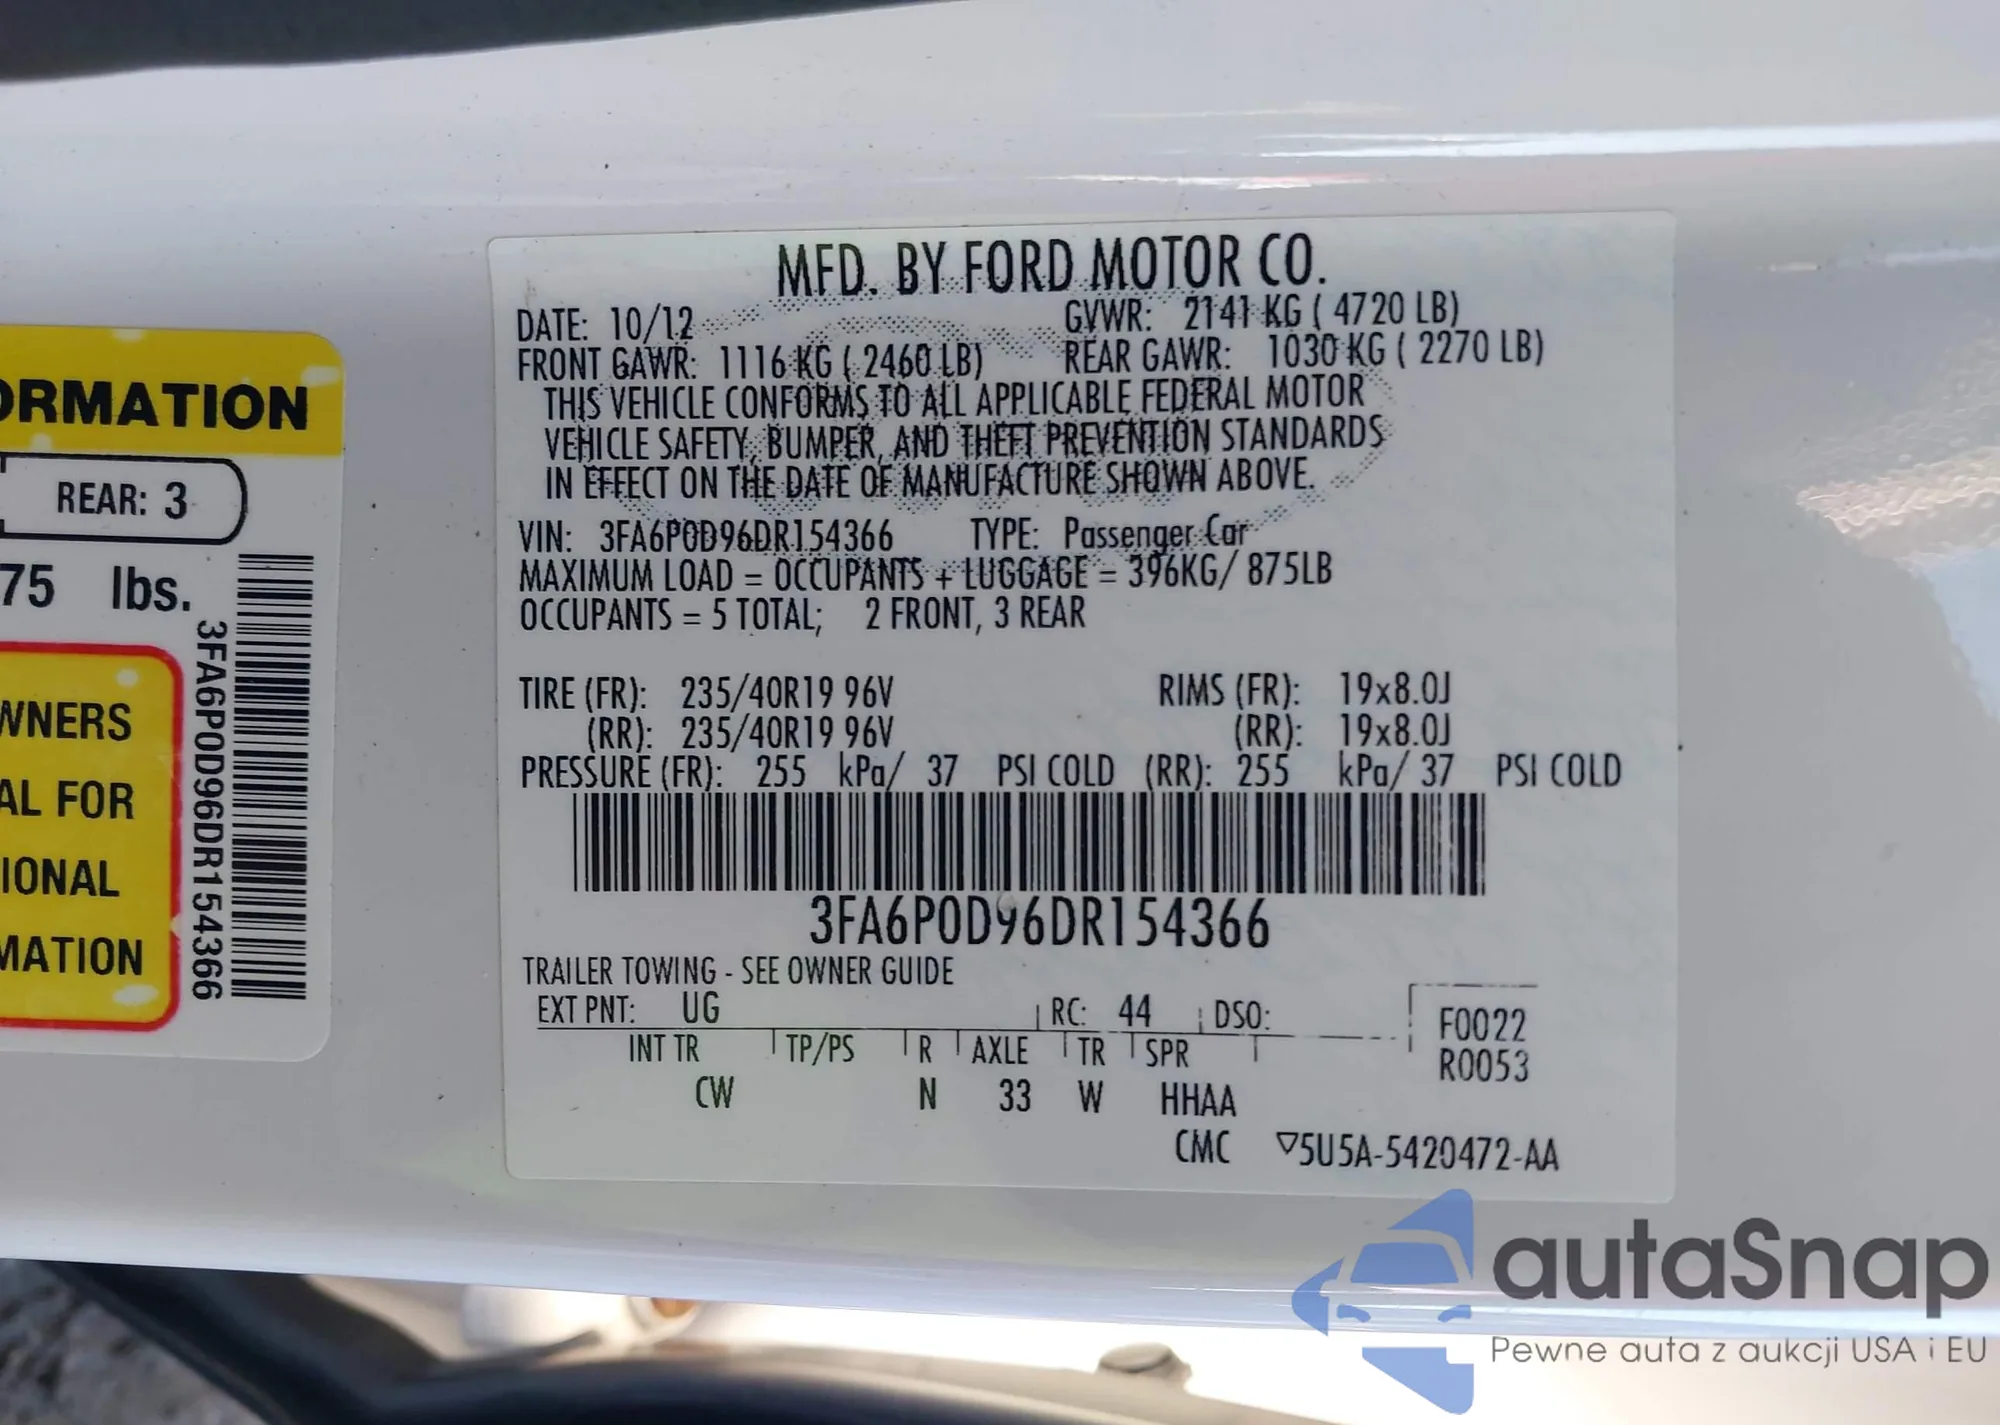 ORMATION
REAR: 3
75 lbs.
3FA6P0D96DR154366
WNERS
AL FOR
IONAL
MATION
MFD. BY FORD MOTOR CO.
DATE: 10/12 GVWR: 2141 KG ( 4720 LB)
FRONT GAWR: 1116 KG ( 2460 LB) REAR GAWR: 1030 KG ( 2270 LB)
THIS VEHICLE CONFORMS TO ALL APPLICABLE FEDERAL MOTOR
VEHICLE SAFETY, BUMPER, AND THEFT PREVENTION STANDARDS
IN EFFECT ON THE DATE OF MANUFACTURE SHOWN ABOVE.
VIN: 3FA6P0D96DR154366 TYPE: Passenger Car
MAXIMUM LOAD = OCCUPANTS + LUGGAGE = 396KG/ 875LB
OCCUPANTS = 5 TOTAL; 2 FRONT, 3 REAR
TIRE (FR): 235/40R19 96V RIMS (FR): 19x8.0J
(RR): 235/40R19 96V (RR): 19x8.0J
PRESSURE (FR): 255 kPa/ 37 PSI COLD (RR): 255 kPa/ 37 PSI COLD
3FA6P0D96DR154366
TRAILER TOWING - SEE OWNER GUIDE
EXT PNT: UG RC: 44 DSO: F0022
INT TR TP/PS R AXLE TR SPR R0053
CW N 33 W HHAA
CMC ▽5U5A-5420472-AA
autaSnap
Pewne auta z aukcji USA i EU